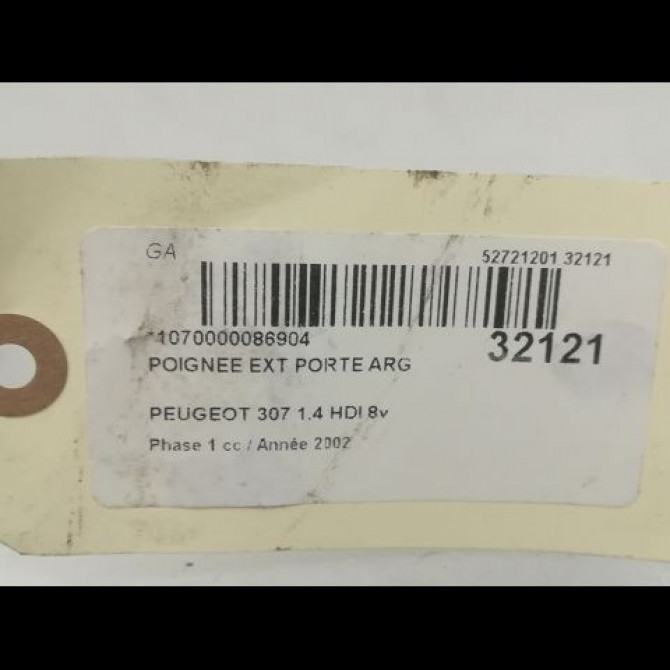 GA 52721201 32121
11070000086904 32121
POIGNEE EXT PORTE ARG
PEUGEOT 307 1.4 HDI 8v
Phase 1 cc / Année 2002